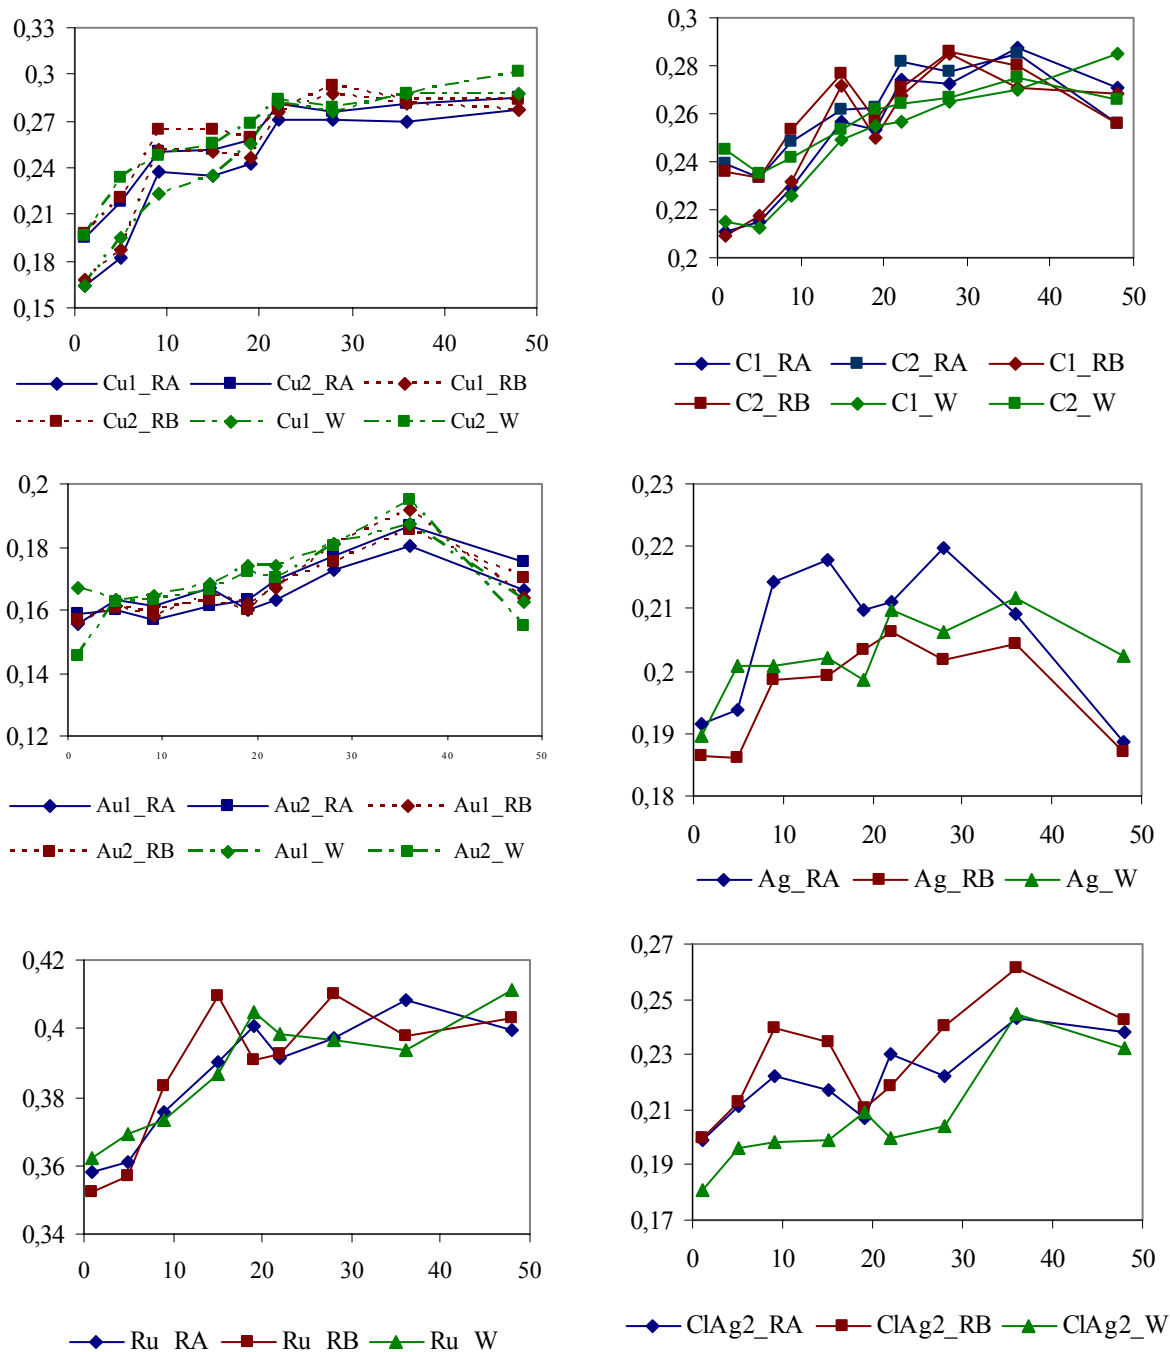 0,33
0,3
0,27
0,24
0,21
0,18
0,15
0 10 20 30 40 50
Cu1_RA Cu2_RA Cu1_RB
Cu2_RB Cu1_W Cu2_W
0,3
0,28
0,26
0,24
0,22
0,2
0 10 20 30 40 50
C1_RA C2_RA C1_RB
C2_RB C1_W C2_W
0,2
0,18
0,16
0,14
0,12
0 10 20 30 40 50
Au1_RA Au2_RA Au1_RB
Au2_RB Au1_W Au2_W
0,23
0,22
0,21
0,2
0,19
0,18
0 10 20 30 40 50
Ag_RA Ag_RB Ag_W
0,42
0,4
0,38
0,36
0,34
0 10 20 30 40 50
Ru RA Ru RB Ru W
0,27
0,25
0,23
0,21
0,19
0,17
0 10 20 30 40 50
ClAg2_RA ClAg2_RB ClAg2_W